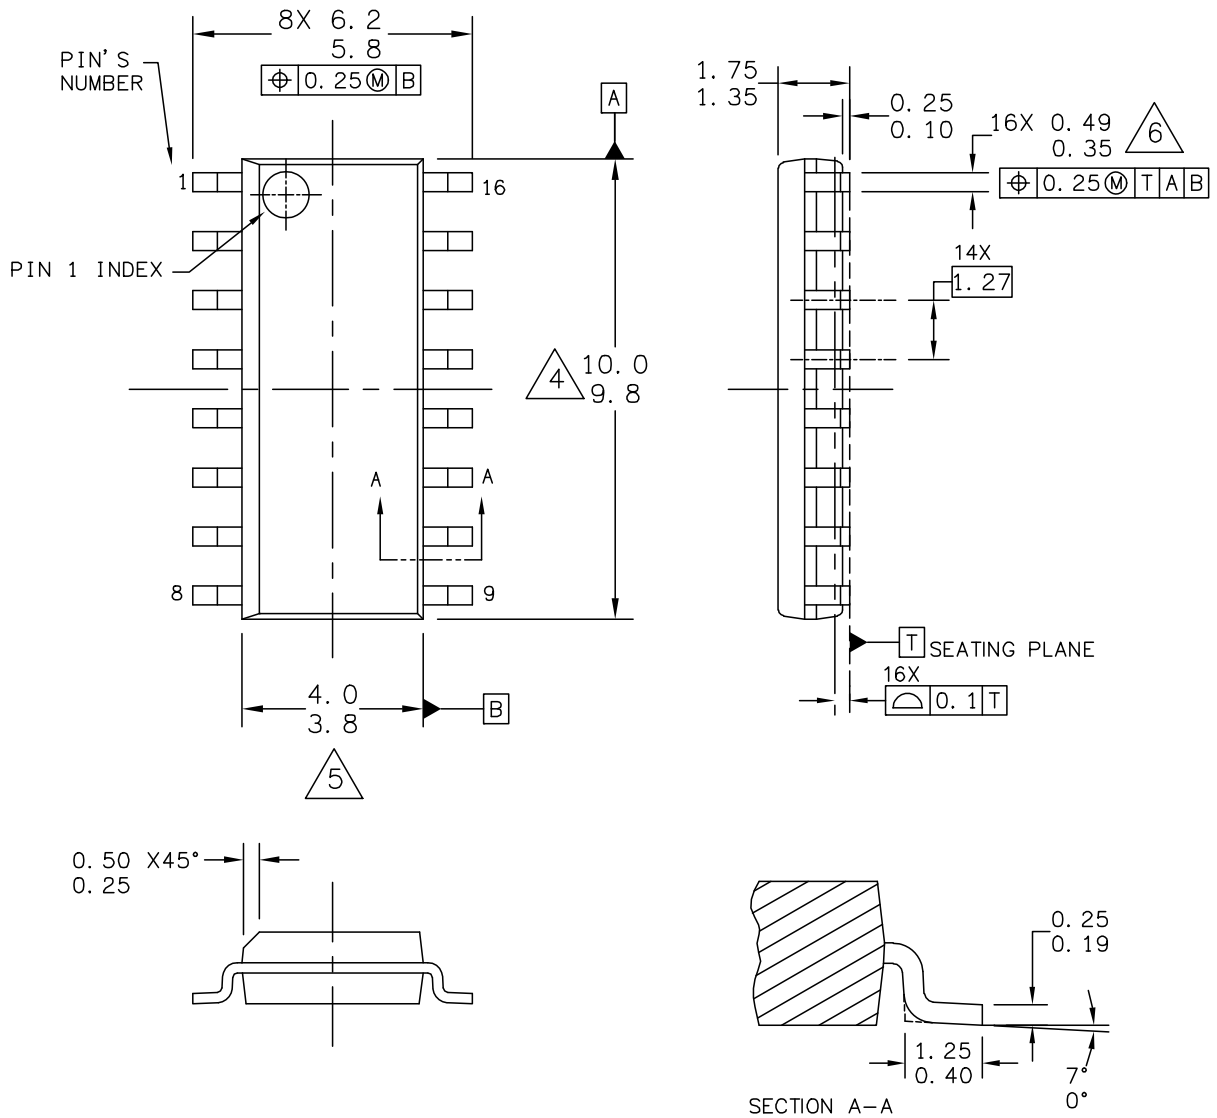 8X 6.2
5.8
⌖ 0.25 Ⓜ B
PIN'S
NUMBER
1
16
PIN 1 INDEX
A
4
10.0
9.8
A
A
8
9
4.0
3.8
B
5
1.75
1.35
0.25
0.10
16X 0.49
0.35
6
⌖ 0.25 Ⓜ T A B
14X
1.27
T SEATING PLANE
16X
⌓ 0.1 T
0.50 X45°
0.25
0.25
0.19
1.25
0.40
7°
0°
SECTION A-A